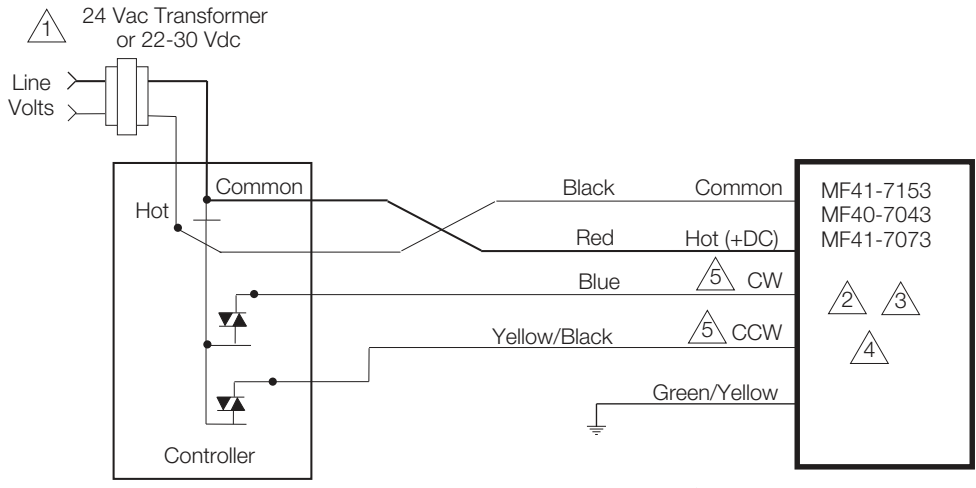 1
24 Vac Transformer
or 22-30 Vdc
Line
Volts
Common
Hot
Black
Common
Red
Hot (+DC)
Blue
5
CW
Yellow/Black
5
CCW
Green/Yellow
Controller
MF41-7153
MF40-7043
MF41-7073
2
3
4